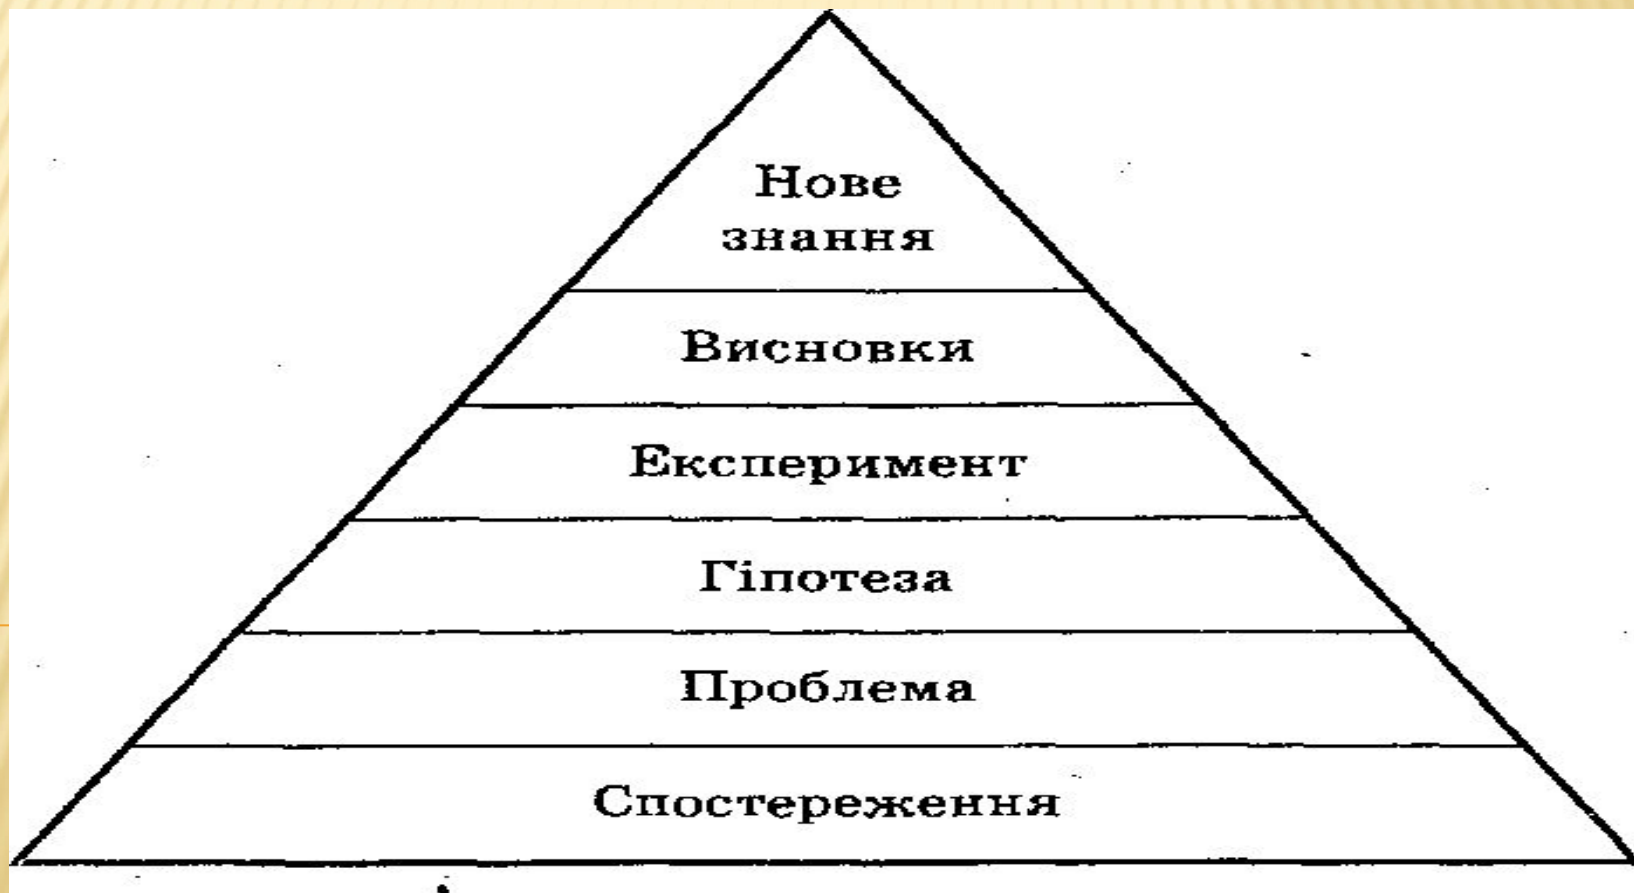 Нове
знання
Висновки
Експеримент
Гіпотеза
Проблема
Спостереження